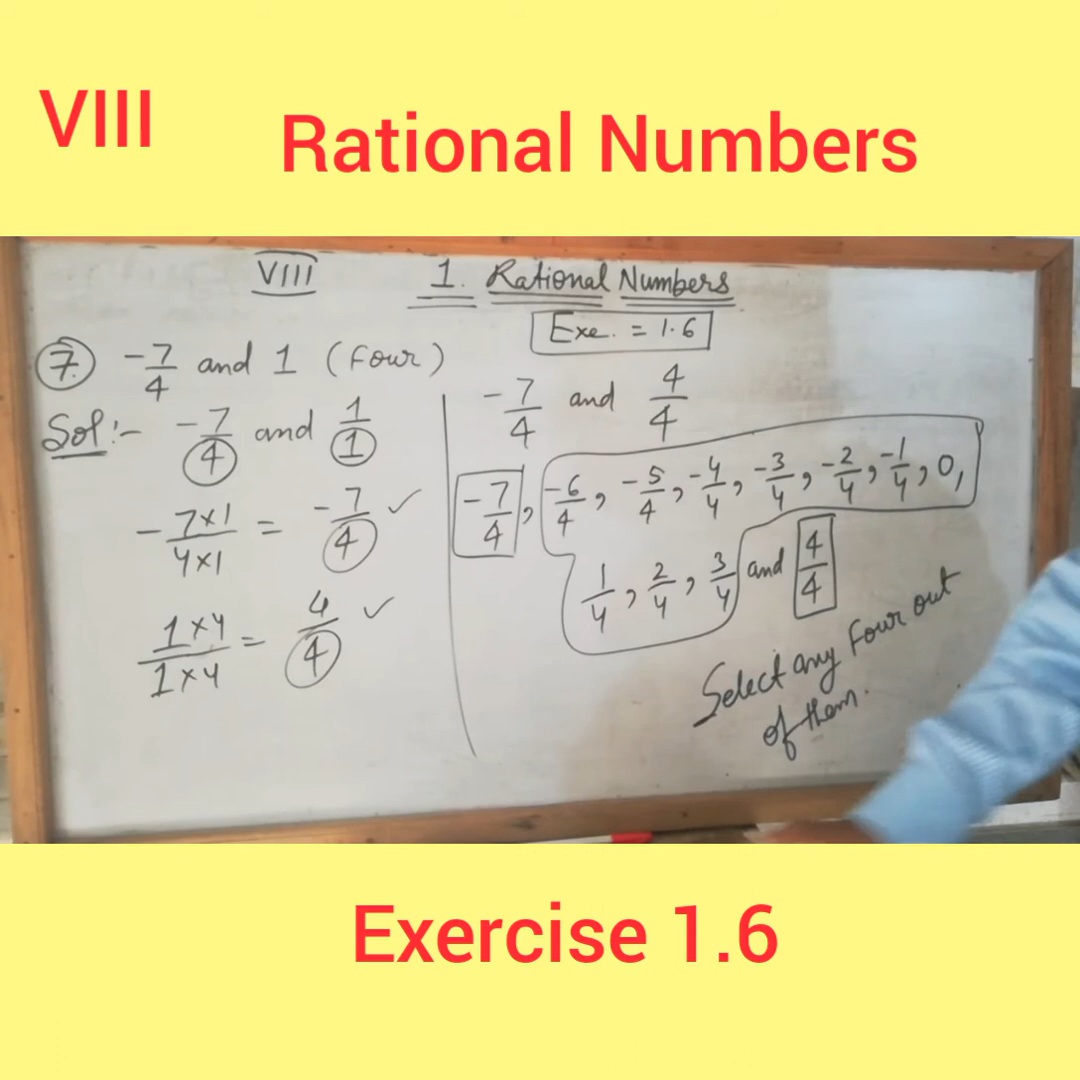 VIII
Rational Numbers
VIII 1. Rational Numbers
Exe. = 1.6
7. -7/4 and 1 (Four)
Sol:- -7/4 and 1/1
-7×1/4×1 = -7/4 ✓
1×4/1×4 = 4/4 ✓
-7/4 and 4/4
-7/4, -6/4, -5/4, -4/4, -3/4, -2/4, -1/4, 0,
1/4, 2/4, 3/4 and 4/4
Select any Four out
of them.
Exercise 1.6